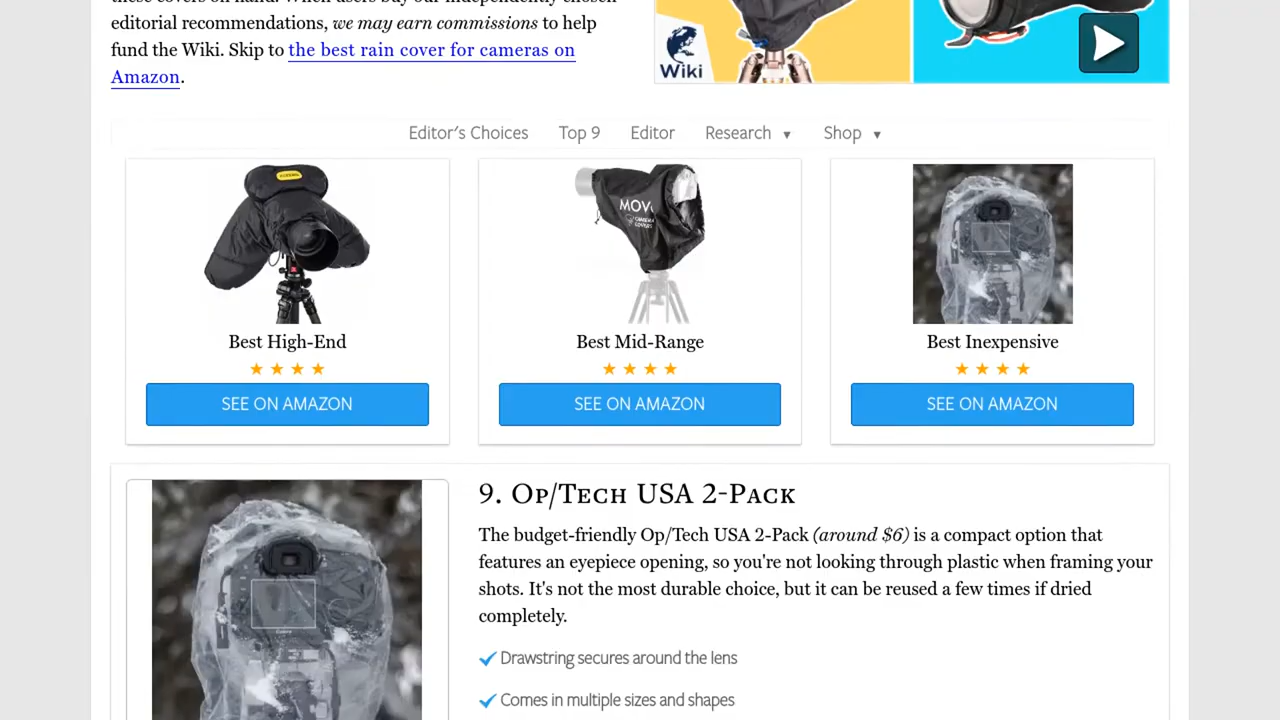 editorial recommendations, we may earn commissions to help
fund the Wiki. Skip to the best rain cover for cameras on
Amazon.
Wiki
Editor's Choices Top 9 Editor Research ▼ Shop ▼
MOV
CAMERA
COVERS
Best High-End
Best Mid-Range
Best Inexpensive
SEE ON AMAZON
SEE ON AMAZON
SEE ON AMAZON
9. Op/Tech USA 2-Pack
The budget-friendly Op/Tech USA 2-Pack (around $6) is a compact option that
features an eyepiece opening, so you're not looking through plastic when framing your
shots. It's not the most durable choice, but it can be reused a few times if dried
completely.
Drawstring secures around the lens
Comes in multiple sizes and shapes